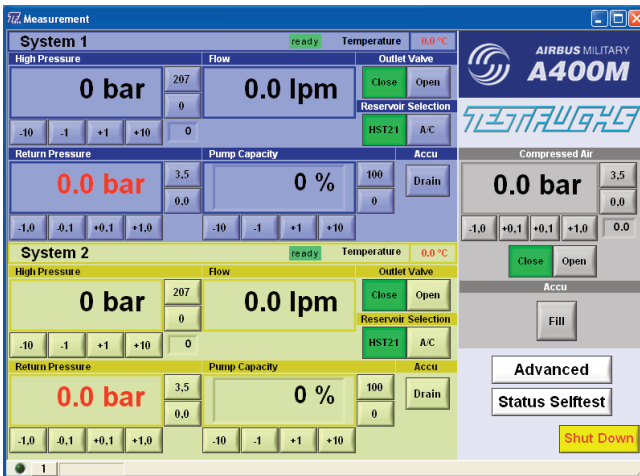 Measurement
System 1 ready Temperature 0.0 °C
High Pressure Flow Outlet Valve
0 bar 207 0.0 lpm Close Open
0 Reservoir Selection
-10 -1 +1 +10 0 HST21 A/C
Return Pressure Pump Capacity Accu
0.0 bar 3,5 0 % 100 Drain
0,0 0
-1,0 -0,1 +0,1 +1,0 -10 -1 +1 +10
System 2 ready Temperature 0.0 °C
High Pressure Flow Outlet Valve
0 bar 207 0.0 lpm Close Open
0 Reservoir Selection
-10 -1 +1 +10 0 HST21 A/C
Return Pressure Pump Capacity Accu
0.0 bar 3,5 0 % 100 Drain
0,0 0
-1,0 -0,1 +0,1 +1,0 -10 -1 +1 +10
AIRBUS MILITARY
A400M
TESTFUCHS
Compressed Air
0.0 bar 3,5
0,0
-1,0 +0,1 +0,1 +1,0 0.0
Close Open
Accu
Fill
Advanced
Status Selftest
Shut Down
1